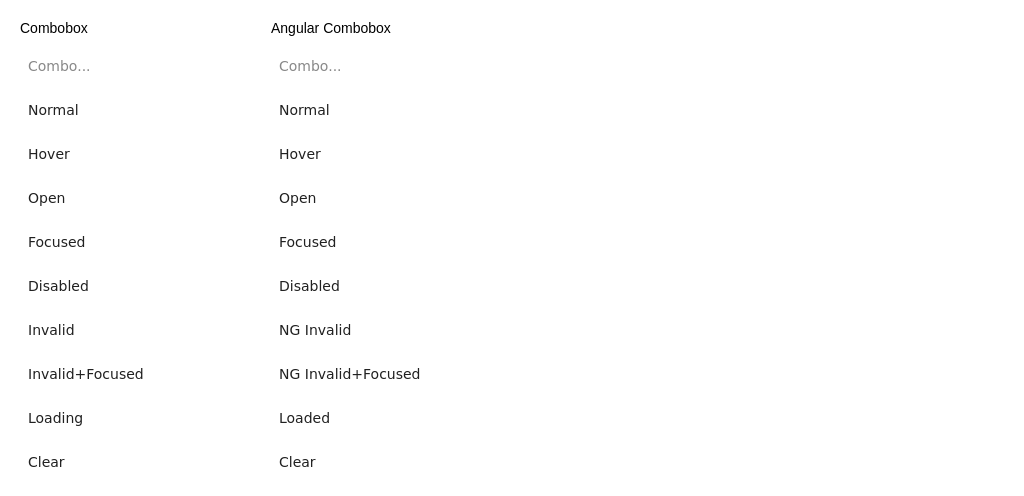 Combobox
Combo...
Normal
Hover
Open
Focused
Disabled
Invalid
Invalid+Focused
Loading
Clear
Angular Combobox
Combo...
Normal
Hover
Open
Focused
Disabled
NG Invalid
NG Invalid+Focused
Loaded
Clear